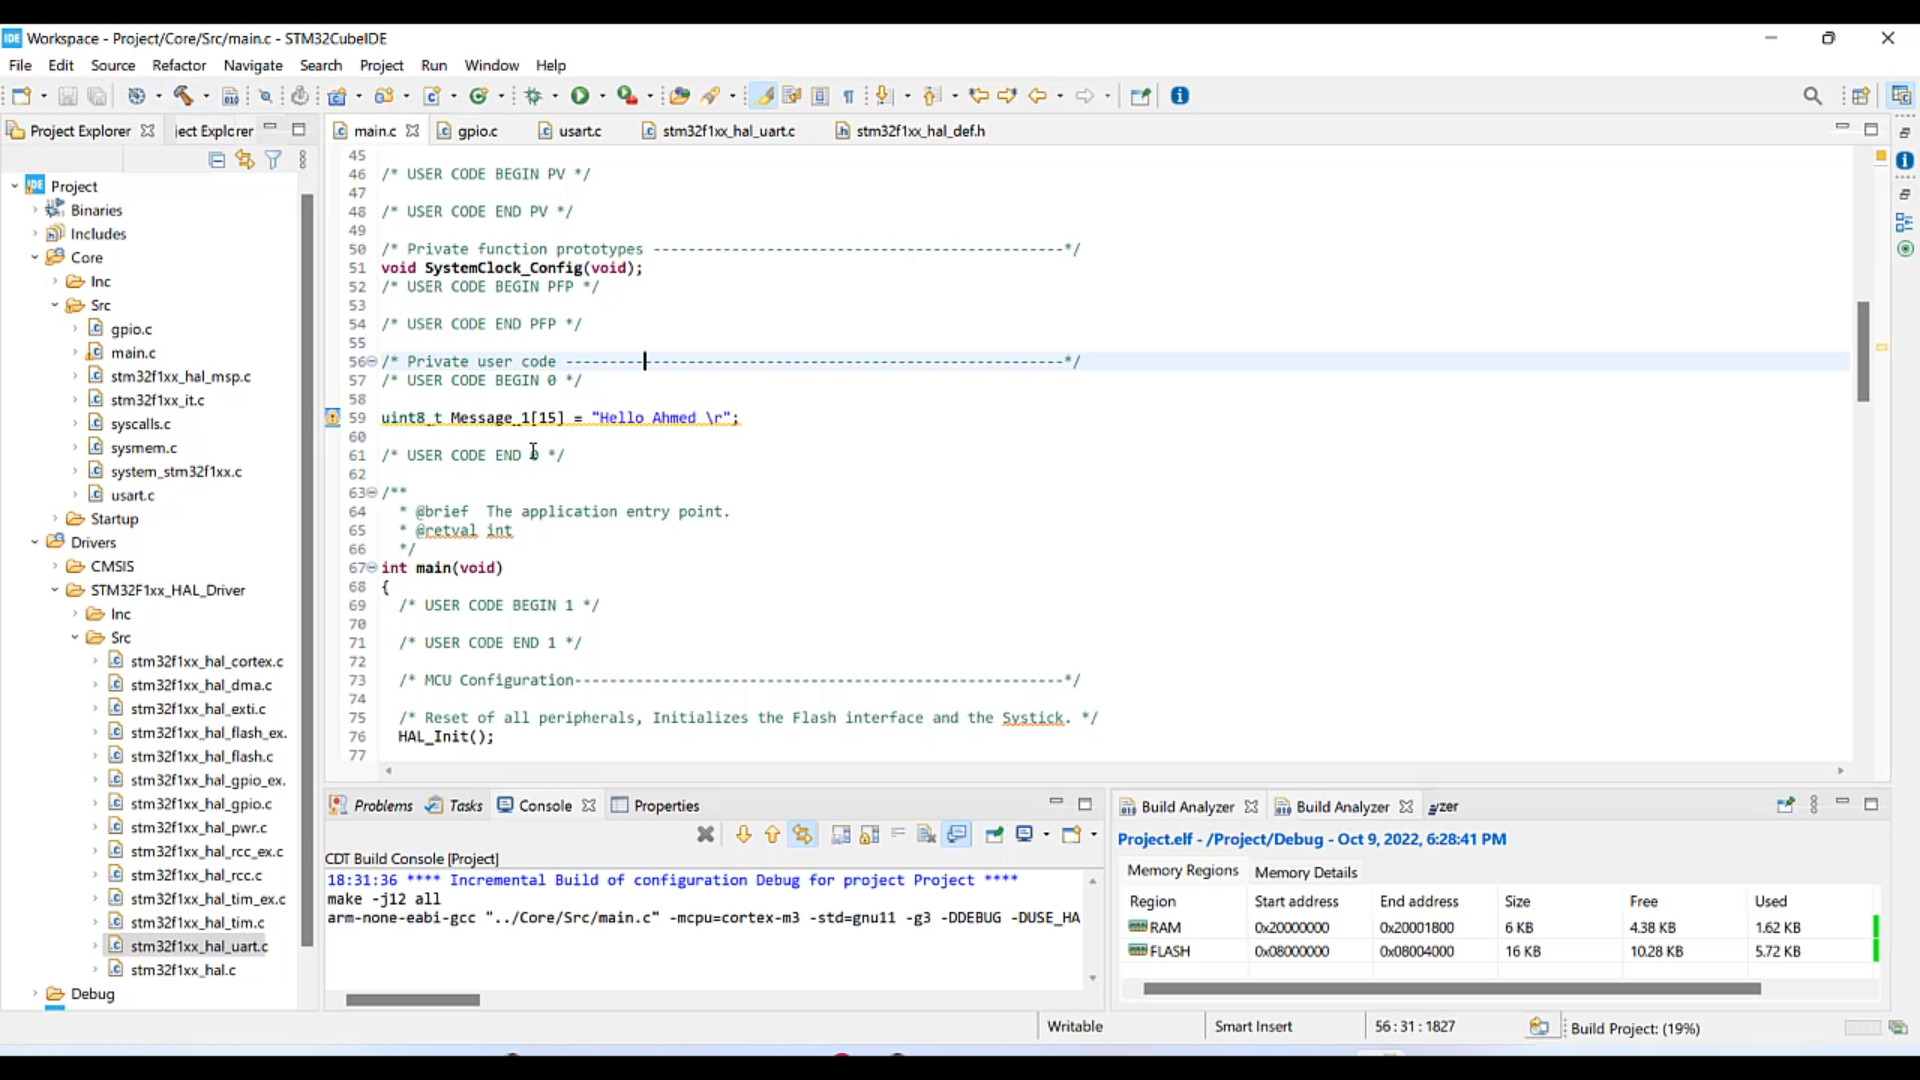 IDE Workspace - Project/Core/Src/main.c - STM32CubeIDE
File Edit Source Refactor Navigate Search Project Run Window Help
Project Explorer ject Explorer
main.c gpio.c usart.c stm32f1xx_hal_uart.c stm32f1xx_hal_def.h
Project
Binaries
Includes
Core
Inc
Src
gpio.c
main.c
stm32f1xx_hal_msp.c
stm32f1xx_it.c
syscalls.c
sysmem.c
system_stm32f1xx.c
usart.c
Startup
Drivers
CMSIS
STM32F1xx_HAL_Driver
Inc
Src
stm32f1xx_hal_cortex.c
stm32f1xx_hal_dma.c
stm32f1xx_hal_exti.c
stm32f1xx_hal_flash_ex.
stm32f1xx_hal_flash.c
stm32f1xx_hal_gpio_ex.
stm32f1xx_hal_gpio.c
stm32f1xx_hal_pwr.c
stm32f1xx_hal_rcc_ex.c
stm32f1xx_hal_rcc.c
stm32f1xx_hal_tim_ex.c
stm32f1xx_hal_tim.c
stm32f1xx_hal_uart.c
stm32f1xx_hal.c
Debug
45
46 /* USER CODE BEGIN PV */
47
48 /* USER CODE END PV */
49
50 /* Private function prototypes -----------------------------------------------*/
51 void SystemClock_Config(void);
52 /* USER CODE BEGIN PFP */
53
54 /* USER CODE END PFP */
55
56 /* Private user code ---------------------------------------------------------*/
57 /* USER CODE BEGIN 0 */
58
59 uint8_t Message_1[15] = "Hello Ahmed \r";
60
61 /* USER CODE END 0 */
62
63 /**
64 * @brief  The application entry point.
65 * @retval int
66 */
67 int main(void)
68 {
69 /* USER CODE BEGIN 1 */
70
71 /* USER CODE END 1 */
72
73 /* MCU Configuration--------------------------------------------------------*/
74
75 /* Reset of all peripherals, Initializes the Flash interface and the Systick. */
76 HAL_Init();
77
Problems Tasks Console Properties
CDT Build Console [Project]
18:31:36 **** Incremental Build of configuration Debug for project Project ****
make -j12 all
arm-none-eabi-gcc "../Core/Src/main.c" -mcpu=cortex-m3 -std=gnu11 -g3 -DDEBUG -DUSE_HA
Build Analyzer Build Analyzer yzer
Project.elf - /Project/Debug - Oct 9, 2022, 6:28:41 PM
Memory Regions Memory Details
Region Start address End address Size Free Used
RAM 0x20000000 0x20001800 6 KB 4.38 KB 1.62 KB
FLASH 0x08000000 0x08004000 16 KB 10.28 KB 5.72 KB
Writable Smart Insert 56:31:1827 Build Project: (19%)